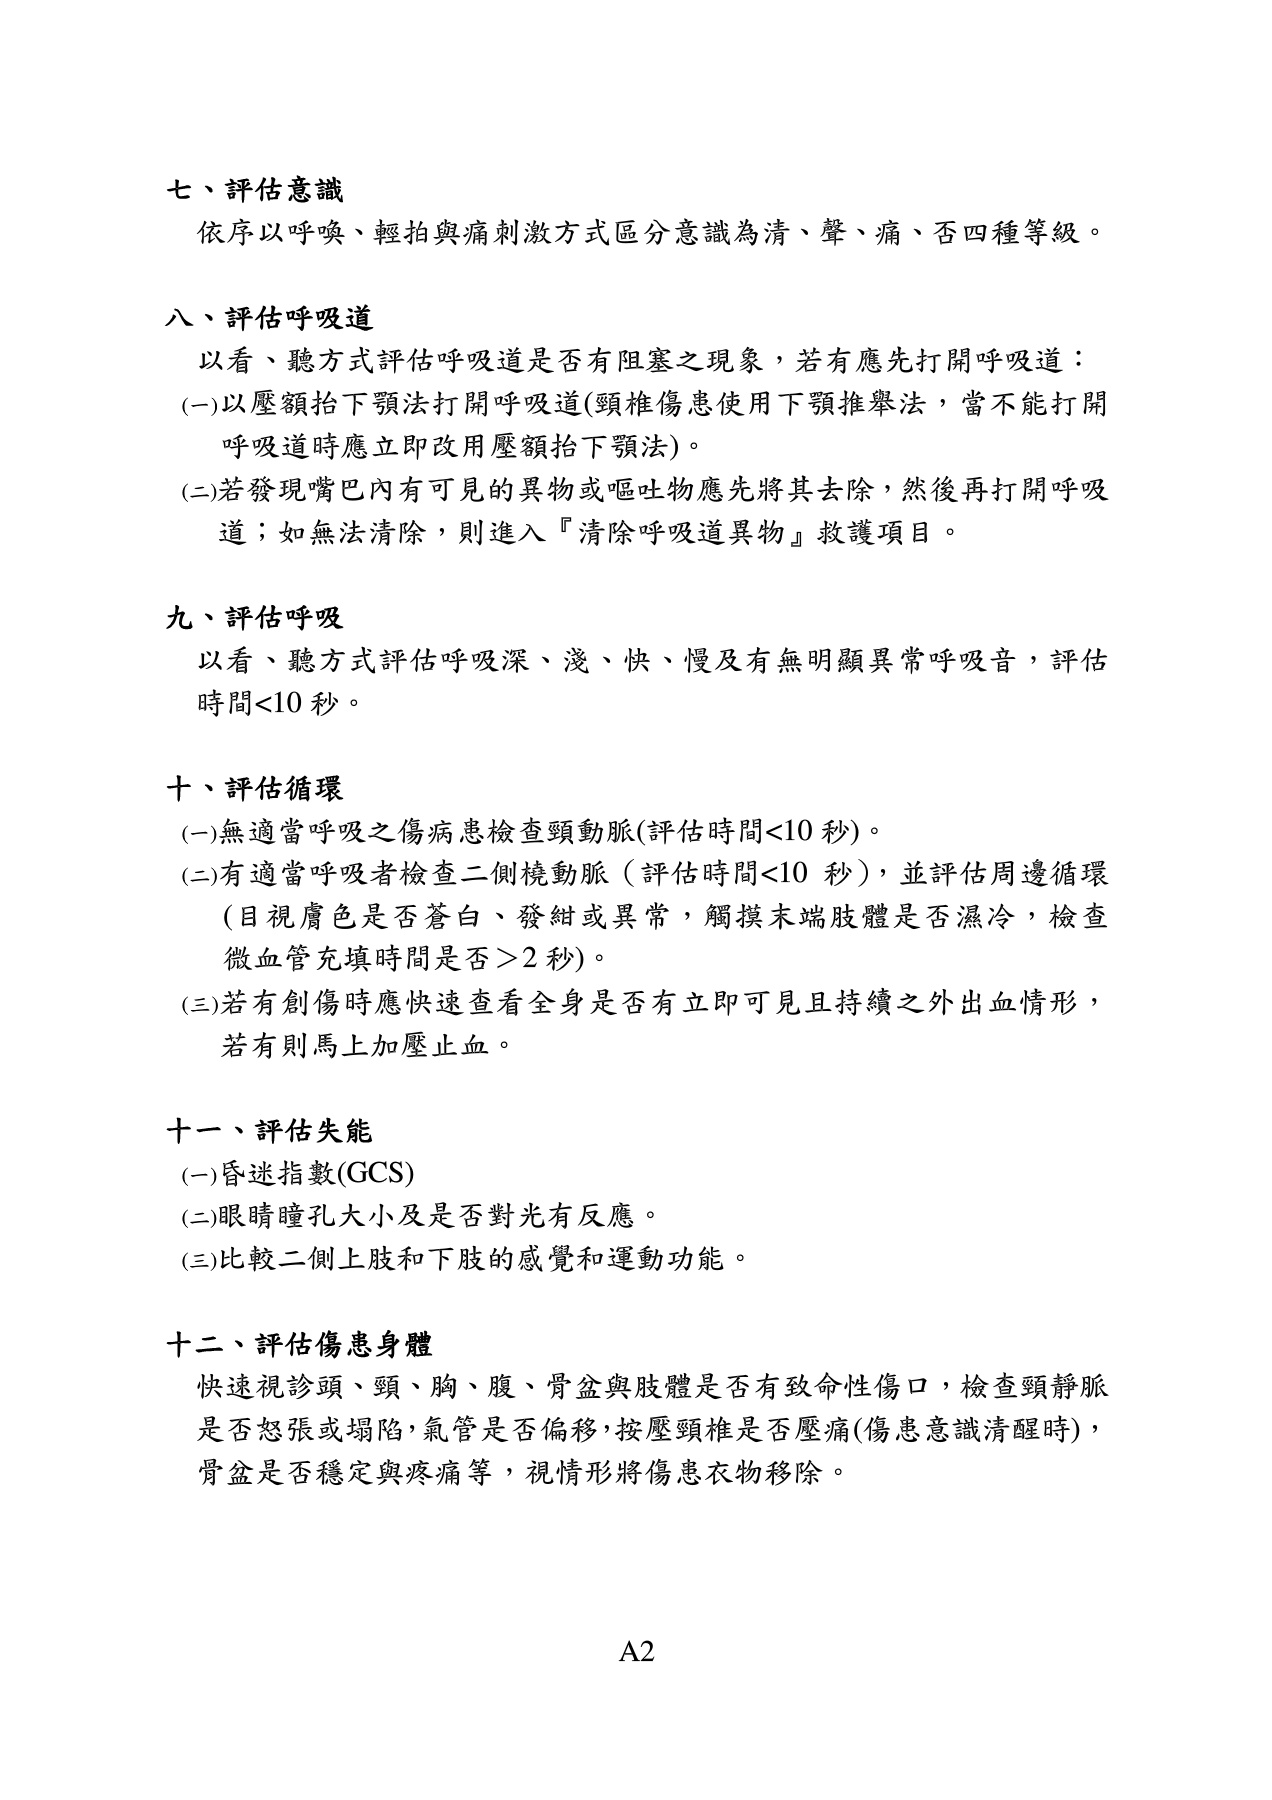 七、評估意識
依序以呼喚、輕拍與痛刺激方式區分意識為清、聲、痛、否四種等級。
八、評估呼吸道
以看、聽方式評估呼吸道是否有阻塞之現象，若有應先打開呼吸道：
㈠以壓額抬下顎法打開呼吸道(頸椎傷患使用下顎推舉法，當不能打開
呼吸道時應立即改用壓額抬下顎法)。
㈡若發現嘴巴內有可見的異物或嘔吐物應先將其去除，然後再打開呼吸
道；如無法清除，則進入『清除呼吸道異物』救護項目。
九、評估呼吸
以看、聽方式評估呼吸深、淺、快、慢及有無明顯異常呼吸音，評估
時間<10 秒。
十、評估循環
㈠無適當呼吸之傷病患檢查頸動脈(評估時間<10 秒)。
㈡有適當呼吸者檢查二側橈動脈（評估時間<10 秒），並評估周邊循環
(目視膚色是否蒼白、發紺或異常，觸摸末端肢體是否濕冷，檢查
微血管充填時間是否＞2 秒)。
㈢若有創傷時應快速查看全身是否有立即可見且持續之外出血情形，
若有則馬上加壓止血。
十一、評估失能
㈠昏迷指數(GCS)
㈡眼睛瞳孔大小及是否對光有反應。
㈢比較二側上肢和下肢的感覺和運動功能。
十二、評估傷患身體
快速視診頭、頸、胸、腹、骨盆與肢體是否有致命性傷口，檢查頸靜脈
是否怒張或塌陷，氣管是否偏移，按壓頸椎是否壓痛(傷患意識清醒時)，
骨盆是否穩定與疼痛等，視情形將傷患衣物移除。
A2